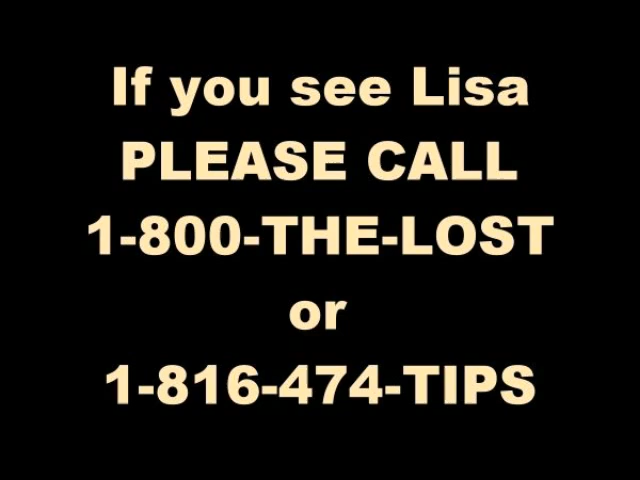 If you see Lisa
PLEASE CALL
1-800-THE-LOST
or
1-816-474-TIPS